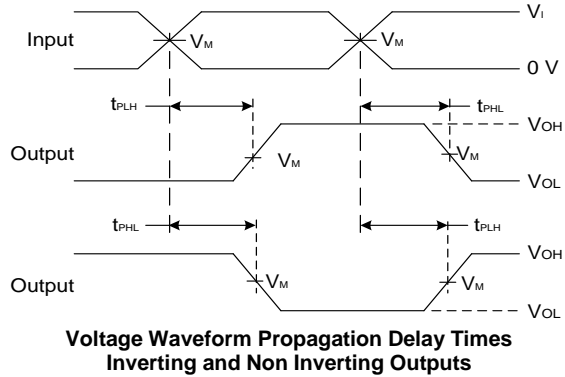 VI
Input
VM
VM
0 V
tPLH
tPHL
VOH
Output
VM
VM
VOL
tPHL
tPLH
VOH
Output
VM
VM
VOL
Voltage Waveform Propagation Delay Times
Inverting and Non Inverting Outputs